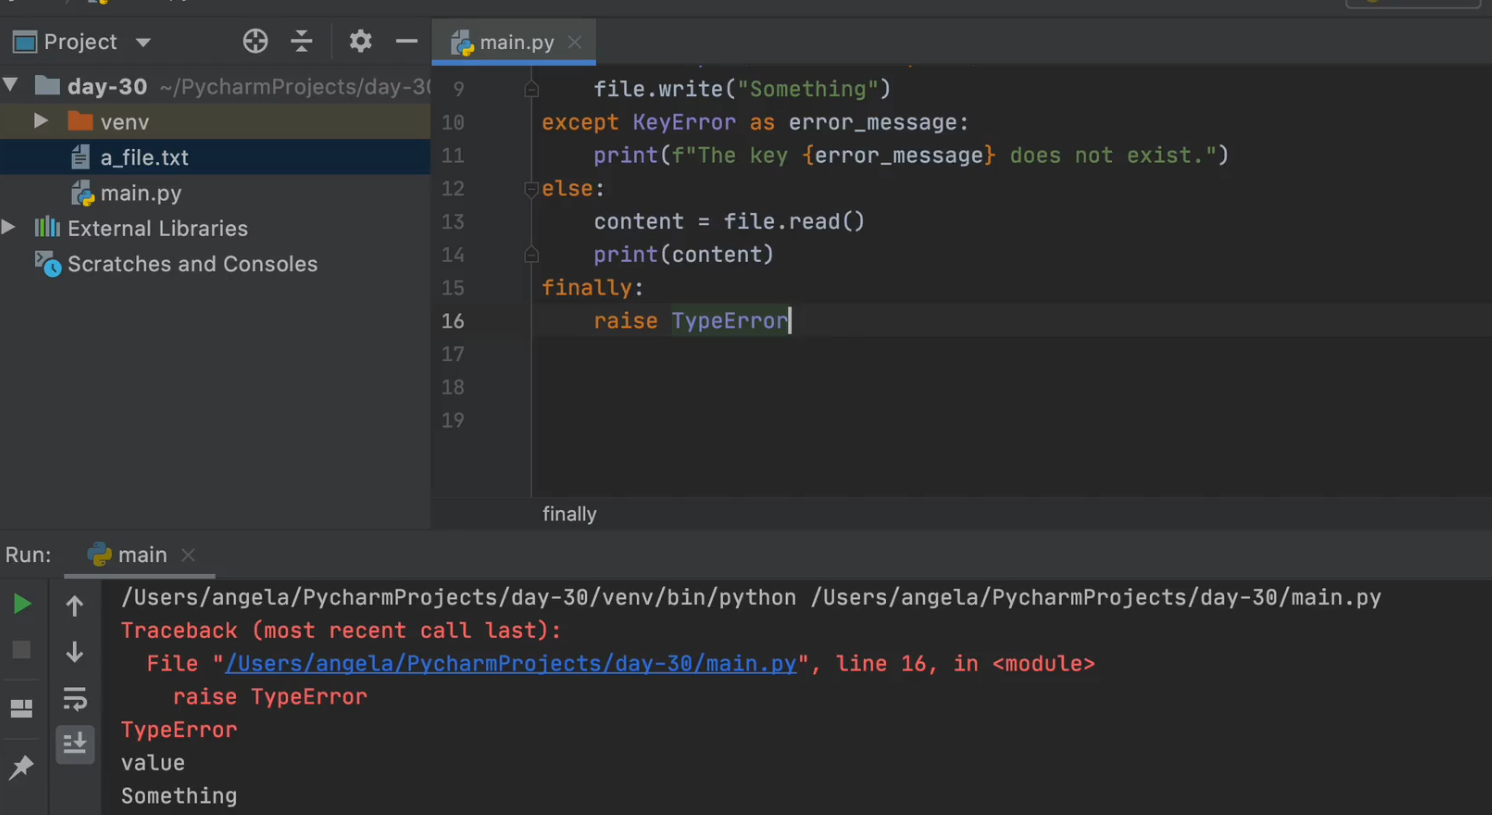 Project
main.py
day-30 ~/PycharmProjects/day-30
venv
a_file.txt
main.py
External Libraries
Scratches and Consoles
9 file.write("Something")
10 except KeyError as error_message:
11 print(f"The key {error_message} does not exist.")
12 else:
13 content = file.read()
14 print(content)
15 finally:
16 raise TypeError
17
18
19
finally
Run: main
/Users/angela/PycharmProjects/day-30/venv/bin/python /Users/angela/PycharmProjects/day-30/main.py
Traceback (most recent call last):
File "/Users/angela/PycharmProjects/day-30/main.py", line 16, in <module>
raise TypeError
TypeError
value
Something